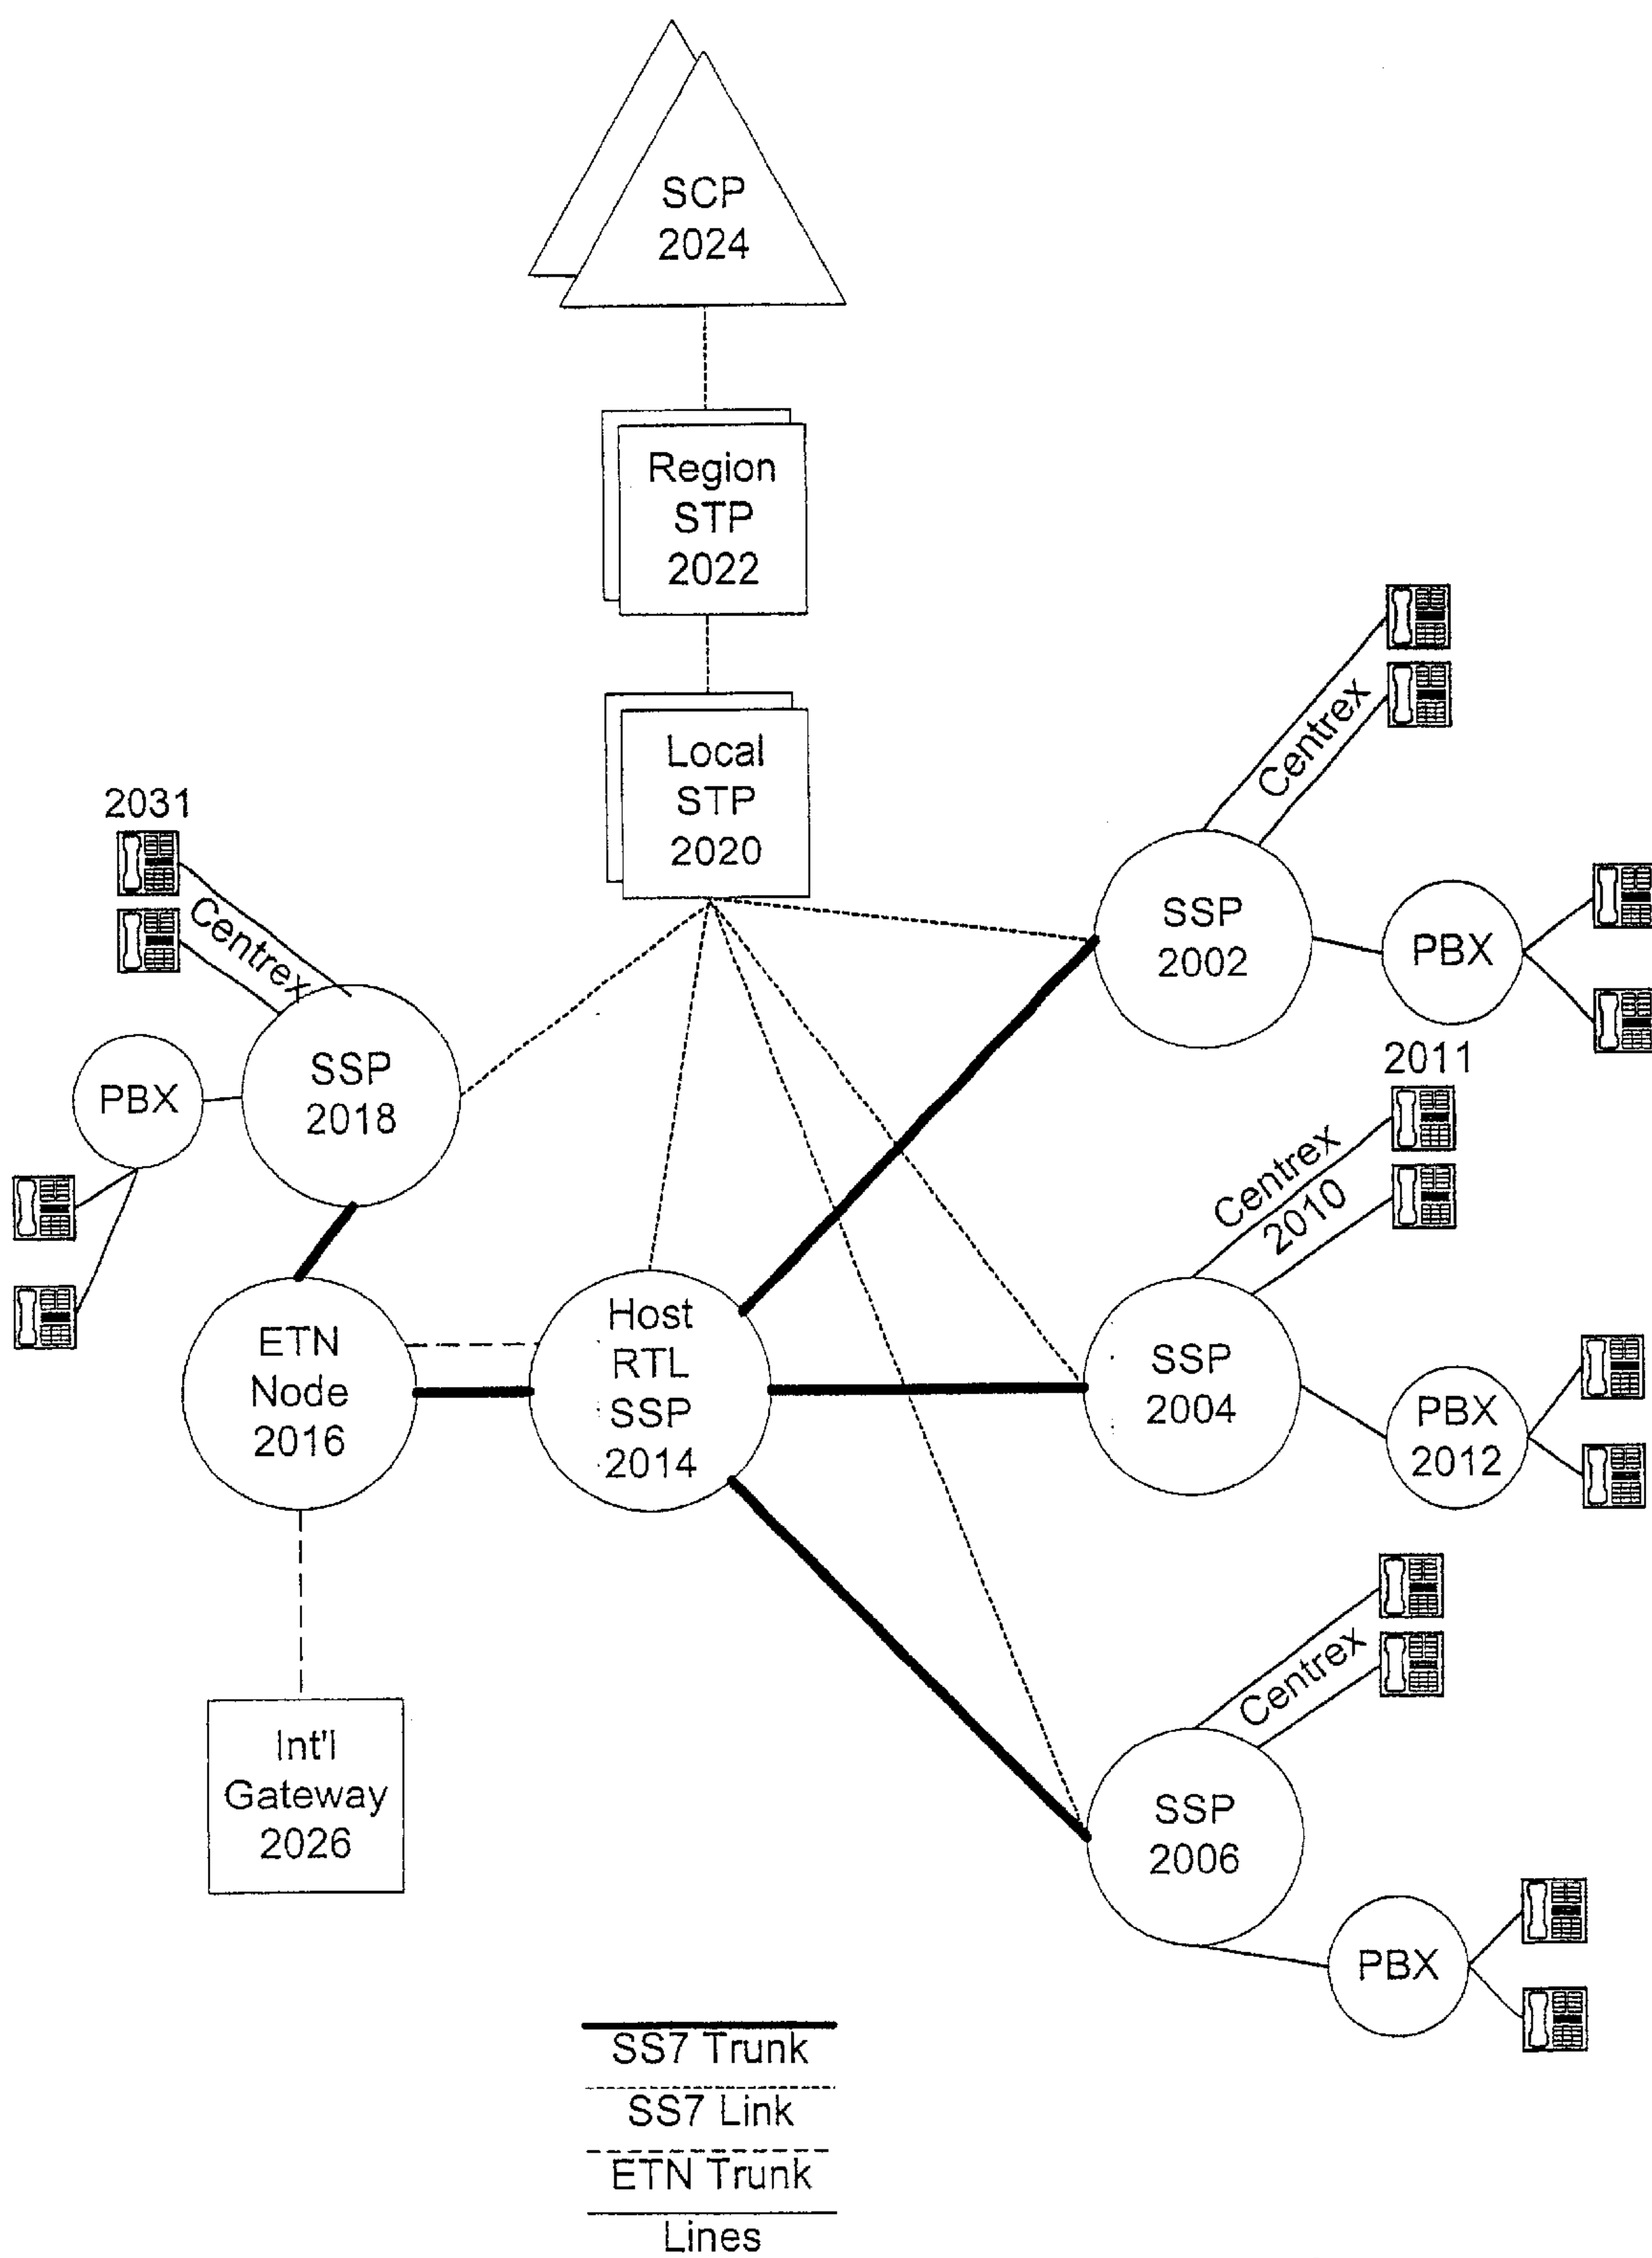 SCP
2024
Region
STP
2022
Local
STP
2020
2031
Centrex
Centrex
SSP
2002
PBX
SSP
2018
PBX
2011
Centrex
2010
ETN
Node
2016
Host
RTL
SSP
2014
SSP
2004
PBX
2012
Int'l
Gateway
2026
Centrex
SSP
2006
PBX
SS7 Trunk
SS7 Link
ETN Trunk
Lines